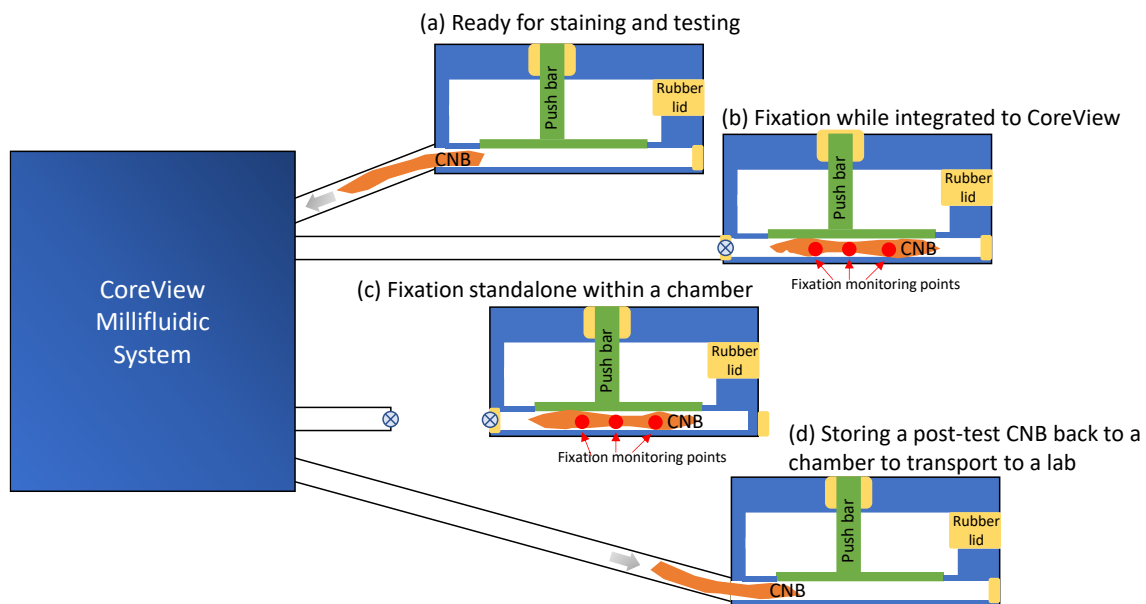 (a) Ready for staining and testing
Push bar
Rubber
lid
CNB
(b) Fixation while integrated to CoreView
Push bar
Rubber
lid
CNB
Fixation monitoring points
CoreView
Millifluidic
System
(c) Fixation standalone within a chamber
Push bar
Rubber
lid
CNB
Fixation monitoring points
(d) Storing a post-test CNB back to a
chamber to transport to a lab
Push bar
Rubber
lid
CNB